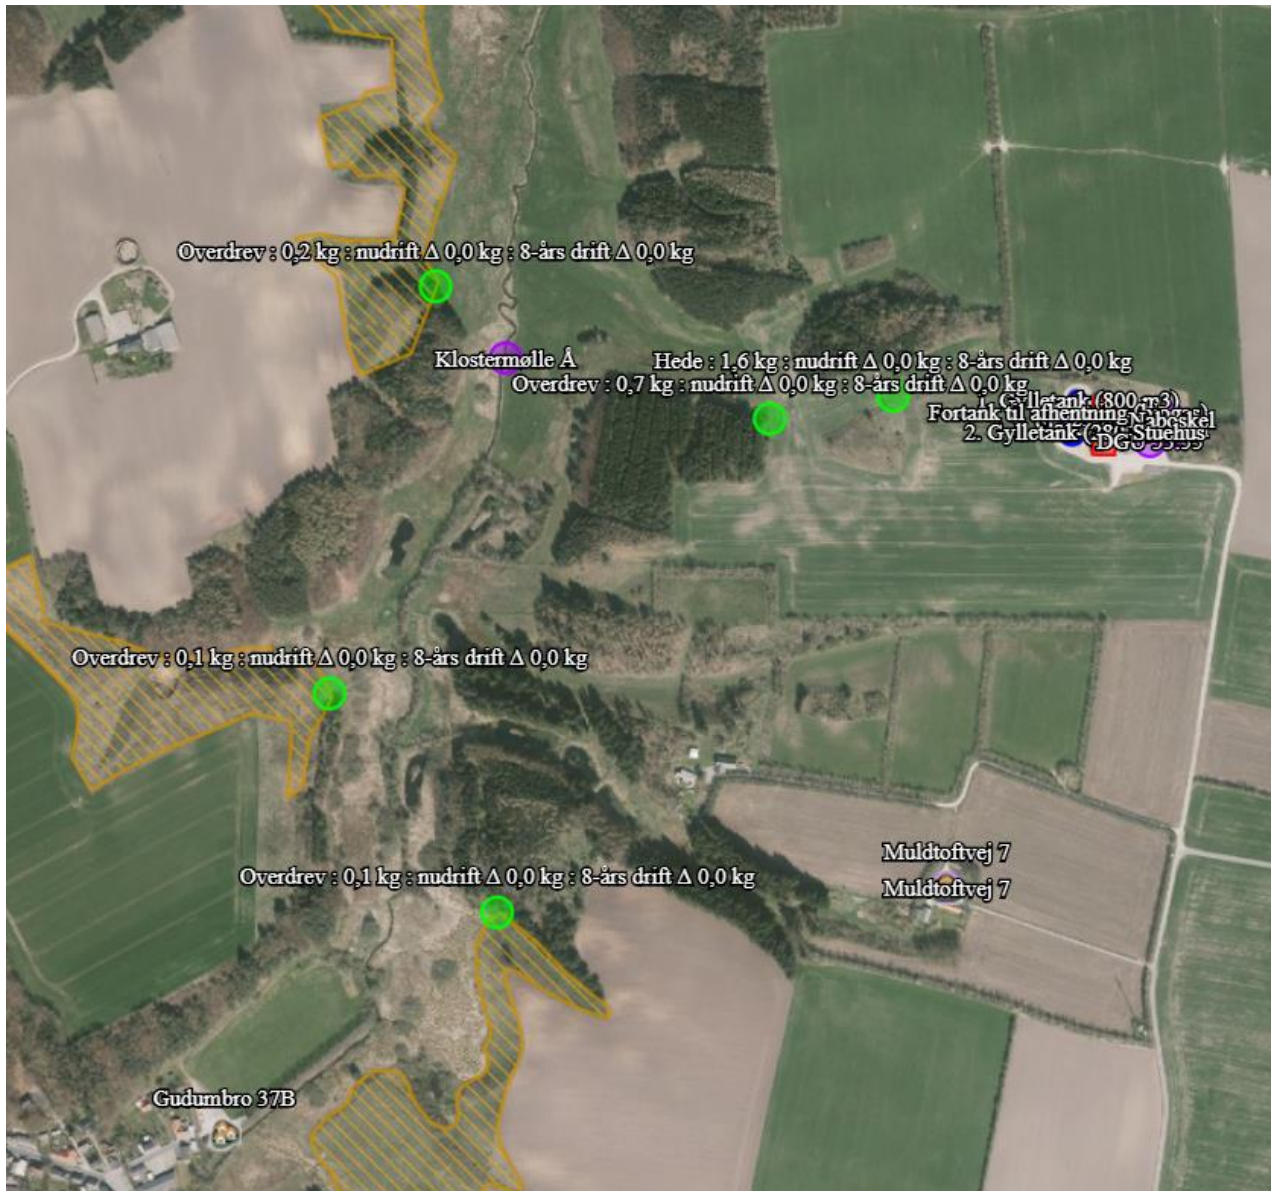 Overdrev : 0,2 kg : nudrift Δ 0,0 kg : 8-års drift Δ 0,0 kg
Klostermølle Å
Hede : 1,6 kg : nudrift Δ 0,0 kg : 8-års drift Δ 0,0 kg
Overdrev : 0,7 kg : nudrift Δ 0,0 kg : 8-års drift Δ 0,0 kg
1. Gylletank (800 m3)
Fortank til afhentning
Naboskel
2. Gylletank
Stuehus
Overdrev : 0,1 kg : nudrift Δ 0,0 kg : 8-års drift Δ 0,0 kg
Muldtoftvej 7
Overdrev : 0,1 kg : nudrift Δ 0,0 kg : 8-års drift Δ 0,0 kg
Muldtoftvej 7
Gudumbro 37B